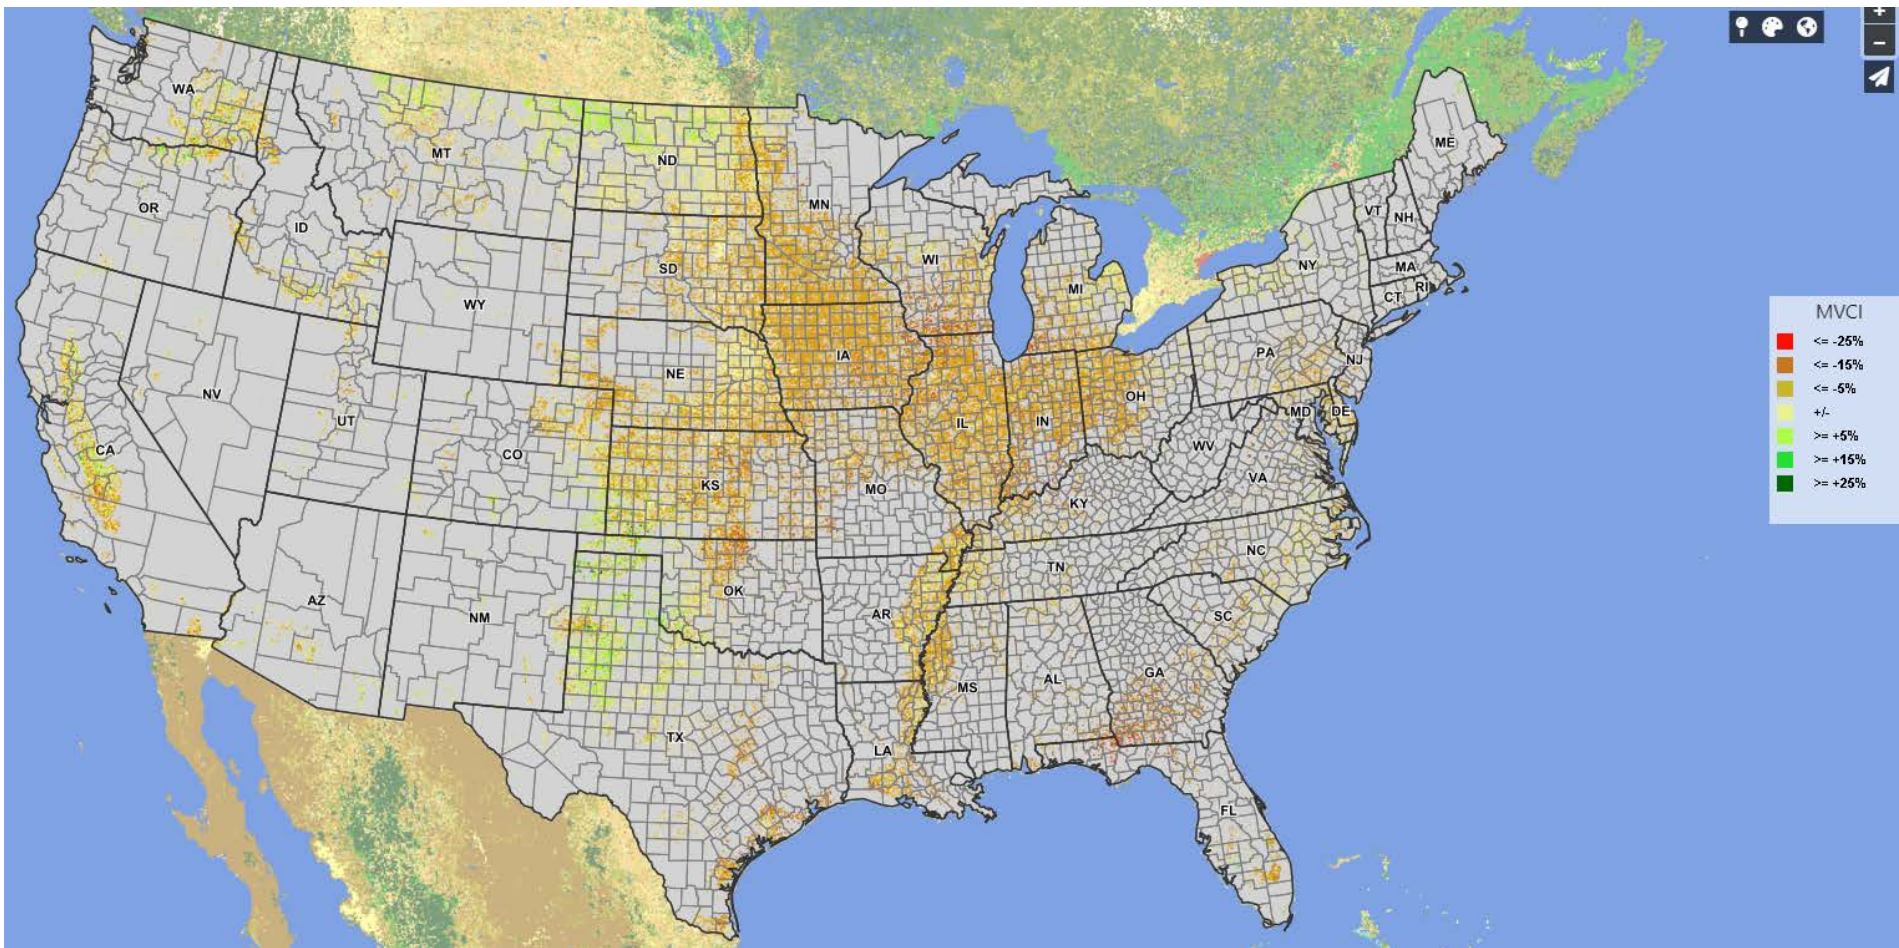 +
−
WA
MT
ND
MN
ME
OR
ID
SD
WI
MI
NY
VT
NH
MA
CT
RI
WY
IA
NE
PA
NJ
NV
UT
CO
IL
IN
OH
MD
DE
WV
CA
KS
MO
KY
VA
NC
TN
AZ
NM
OK
AR
SC
MS
AL
GA
TX
LA
FL
MVCI
<= -25%
<= -15%
<= -5%
+/-
>= +5%
>= +15%
>= +25%